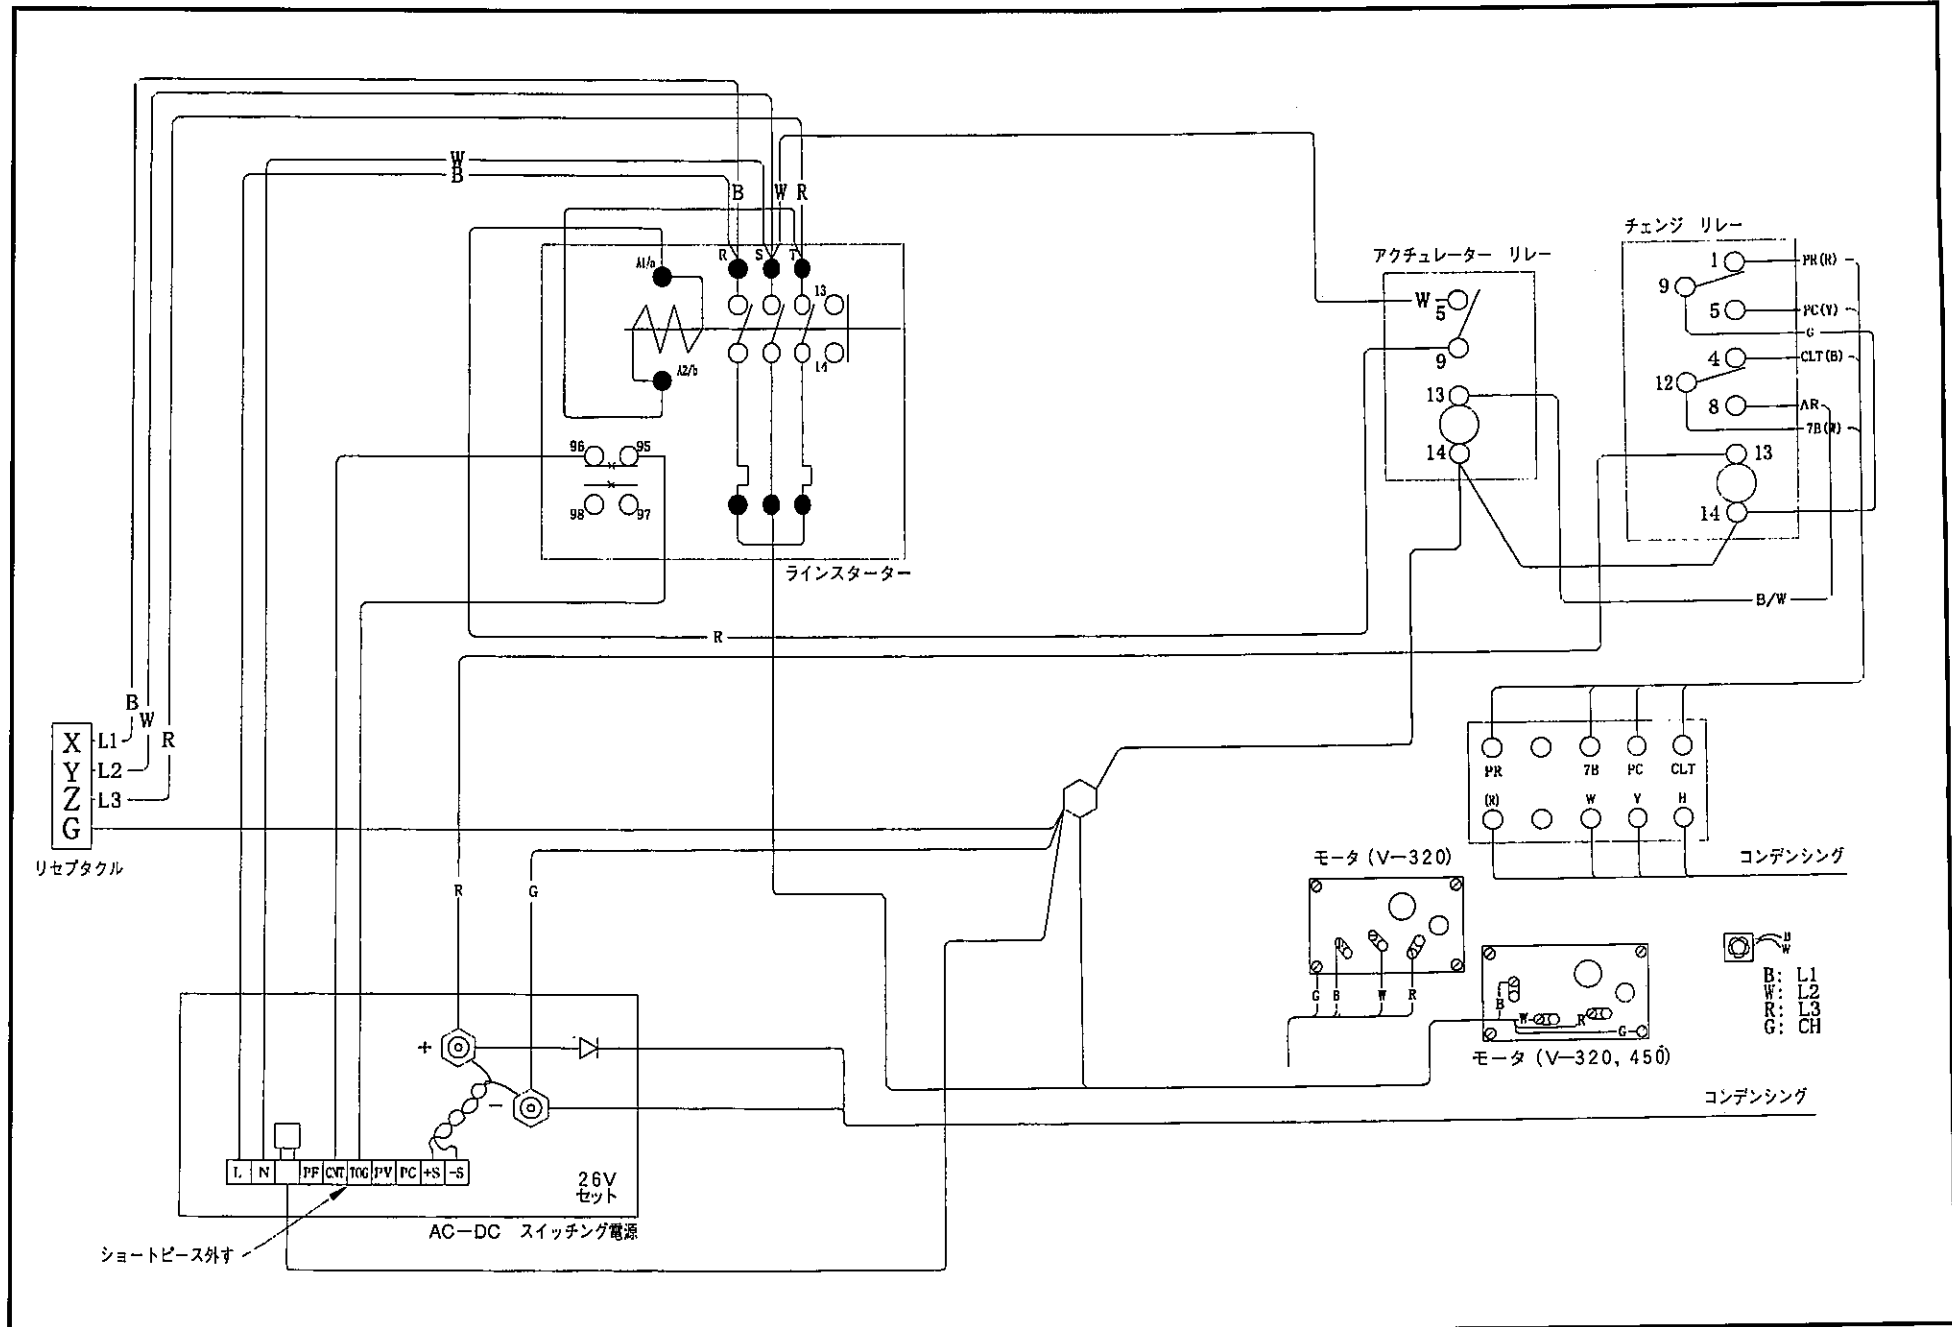 W
B
B
W
R
チェンジ リレー
アクチュレーター リレー
R
S
T
A1/a
13
14
A2/b
96
95
98
97
ラインスターター
W
5
9
13
14
1
PR(R)
9
5
PC(Y)
G
4
CLT(B)
12
8
AR
7B(W)
13
14
B/W
R
B
W
R
X L1
Y L2
Z L3
G
リセプタクル
PR
7B
PC
CLT
(R)
W
Y
H
コンデンシング
モータ(V-320)
G
B
W
R
B
W
R
G
モータ(V-320, 450)
B
W
B: L1
W: L2
R: L3
G: CH
コンデンシング
R
G
+
−
L N PF CNT TOG PV PC +S -S
26V
セット
AC-DC スイッチング電源
ショートピース外す